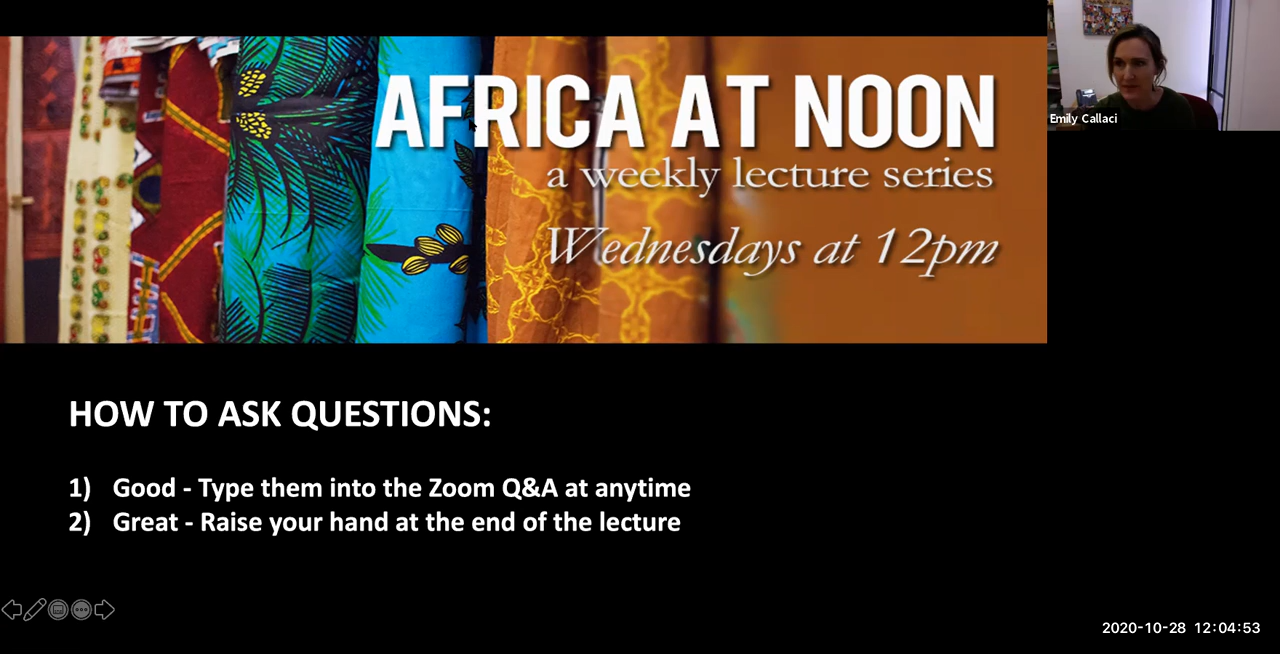 AFRICA AT NOON
a weekly lecture series
Wednesdays at 12pm
Emily Callaci
HOW TO ASK QUESTIONS:
1) Good - Type them into the Zoom Q&A at anytime
2) Great - Raise your hand at the end of the lecture
2020-10-28 12:04:53